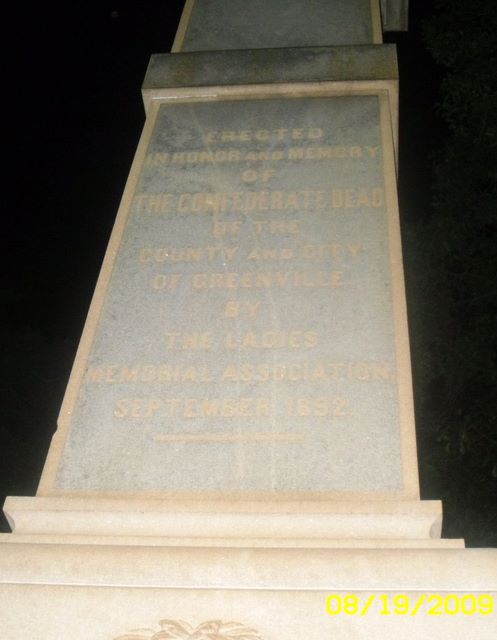 ERECTED
IN HONOR AND MEMORY
OF
THE CONFEDERATE DEAD
OF THE
COUNTY AND CITY
OF GREENVILLE.
BY
THE LADIES
MEMORIAL ASSOCIATION.
SEPTEMBER 1892.
08/19/2009